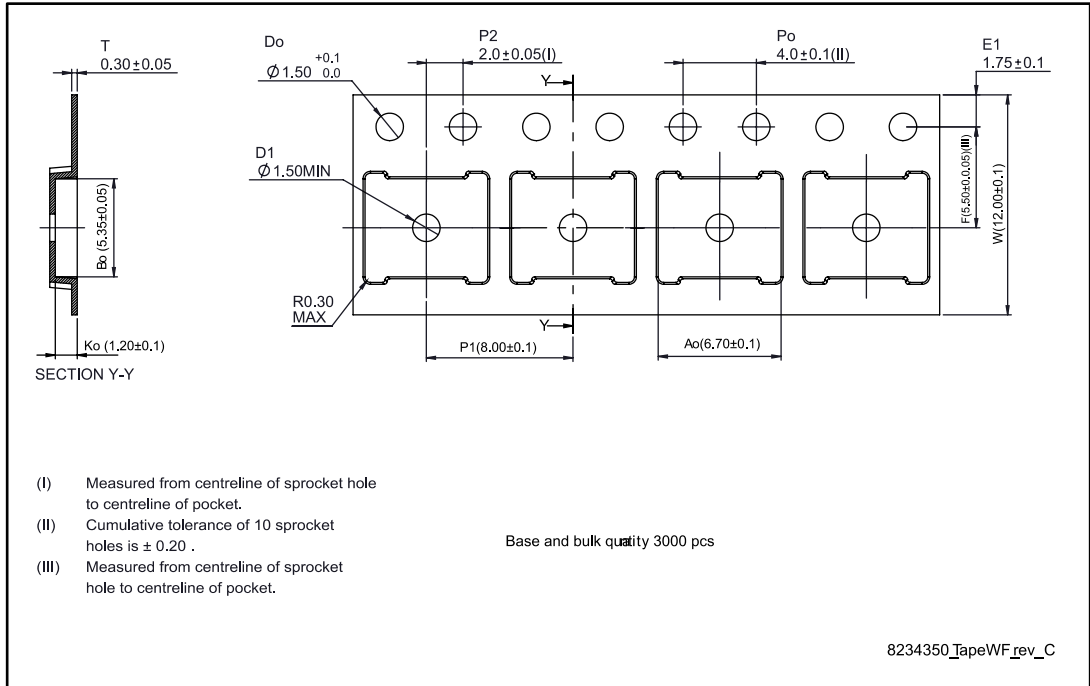 T
0.30±0.05
Do
Ø1.50 +0.1 0.0
P2
2.0±0.05(I)
Po
4.0±0.1(II)
E1
1.75±0.1
Y
D1
Ø1.50MIN
Bo (5.35±0.05)
F(5.50±0.0.05)(III)
W(12.00±0.1)
R0.30
MAX
Y
Ko (1.20±0.1)
P1(8.00±0.1)
Ao(6.70±0.1)
SECTION Y-Y
(I) Measured from centreline of sprocket hole
to centreline of pocket.
(II) Cumulative tolerance of 10 sprocket
holes is ± 0.20 .
(III) Measured from centreline of sprocket
hole to centreline of pocket.
Base and bulk quatity 3000 pcs
8234350_TapeWF_rev_C